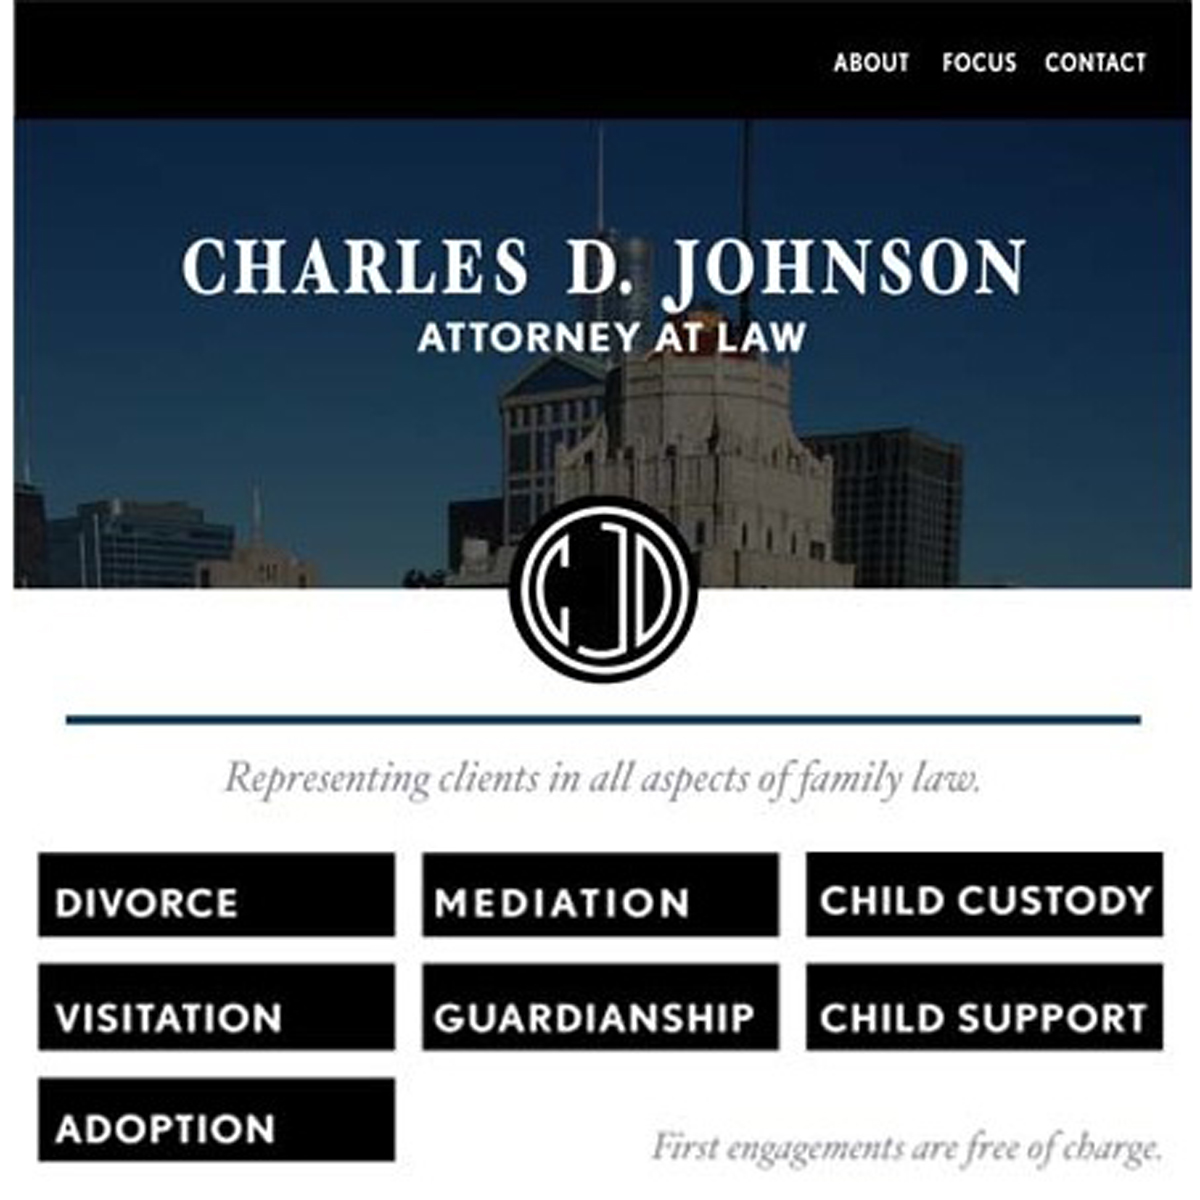 ABOUT FOCUS CONTACT
CHARLES D. JOHNSON
ATTORNEY AT LAW
CJD
Representing clients in all aspects of family law.
DIVORCE MEDIATION CHILD CUSTODY
VISITATION GUARDIANSHIP CHILD SUPPORT
ADOPTION
First engagements are free of charge.